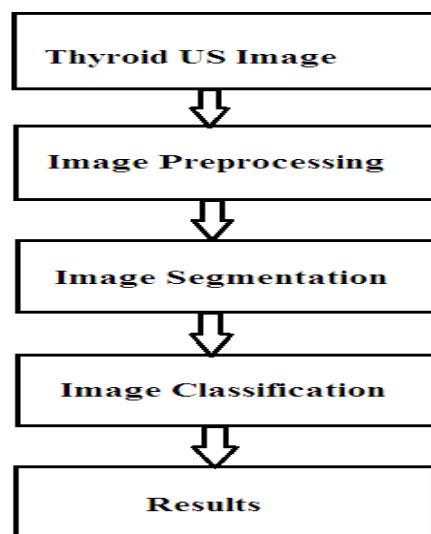 Thyroid US Image
Image Preprocessing
Image Segmentation
Image Classification
Results